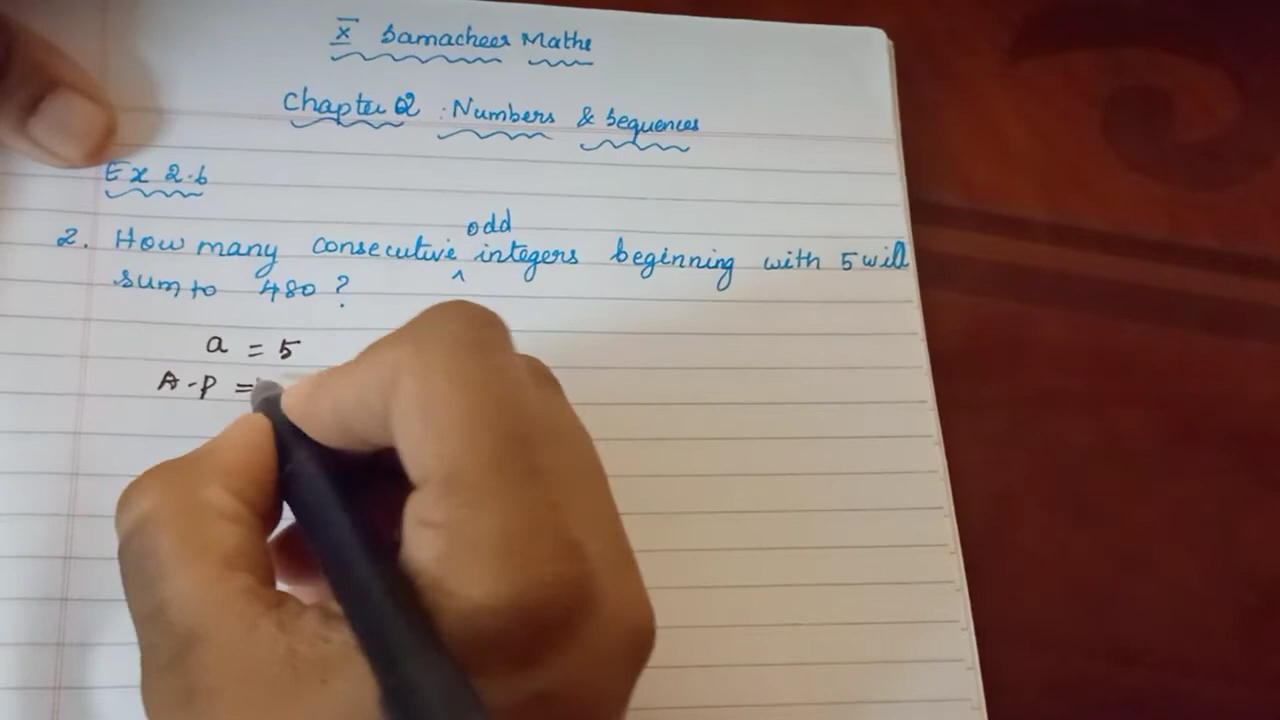 X Samacheer Maths
Chapter 2 : Numbers & Sequences
Ex 2.6
odd
2. How many consecutive ^ integers beginning with 5 will
sum to 480 ?
a = 5
A-P =